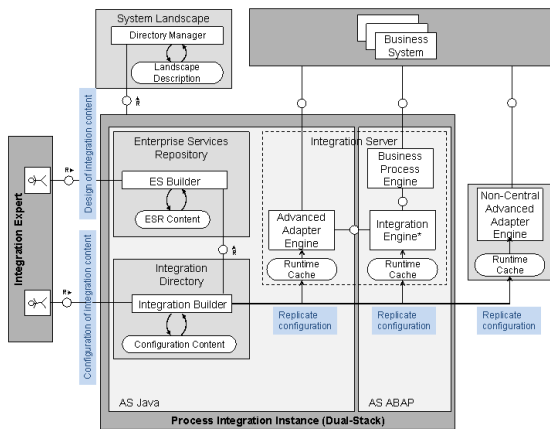 System Landscape
Directory Manager
Landscape
Description
R
Business
System
Integration Expert
Design of integration content
Configuration of integration content
R
R
Enterprise Services
Repository
ES Builder
ESR Content
R
Integration
Directory
Integration Builder
Configuration Content
Integration Server
Business
Process
Engine
Advanced
Adapter
Engine
Integration
Engine*
Runtime
Cache
Runtime
Cache
Non-Central
Advanced
Adapter
Engine
Runtime
Cache
Replicate
configuration
Replicate
configuration
Replicate
configuration
AS Java
AS ABAP
Process Integration Instance (Dual-Stack)